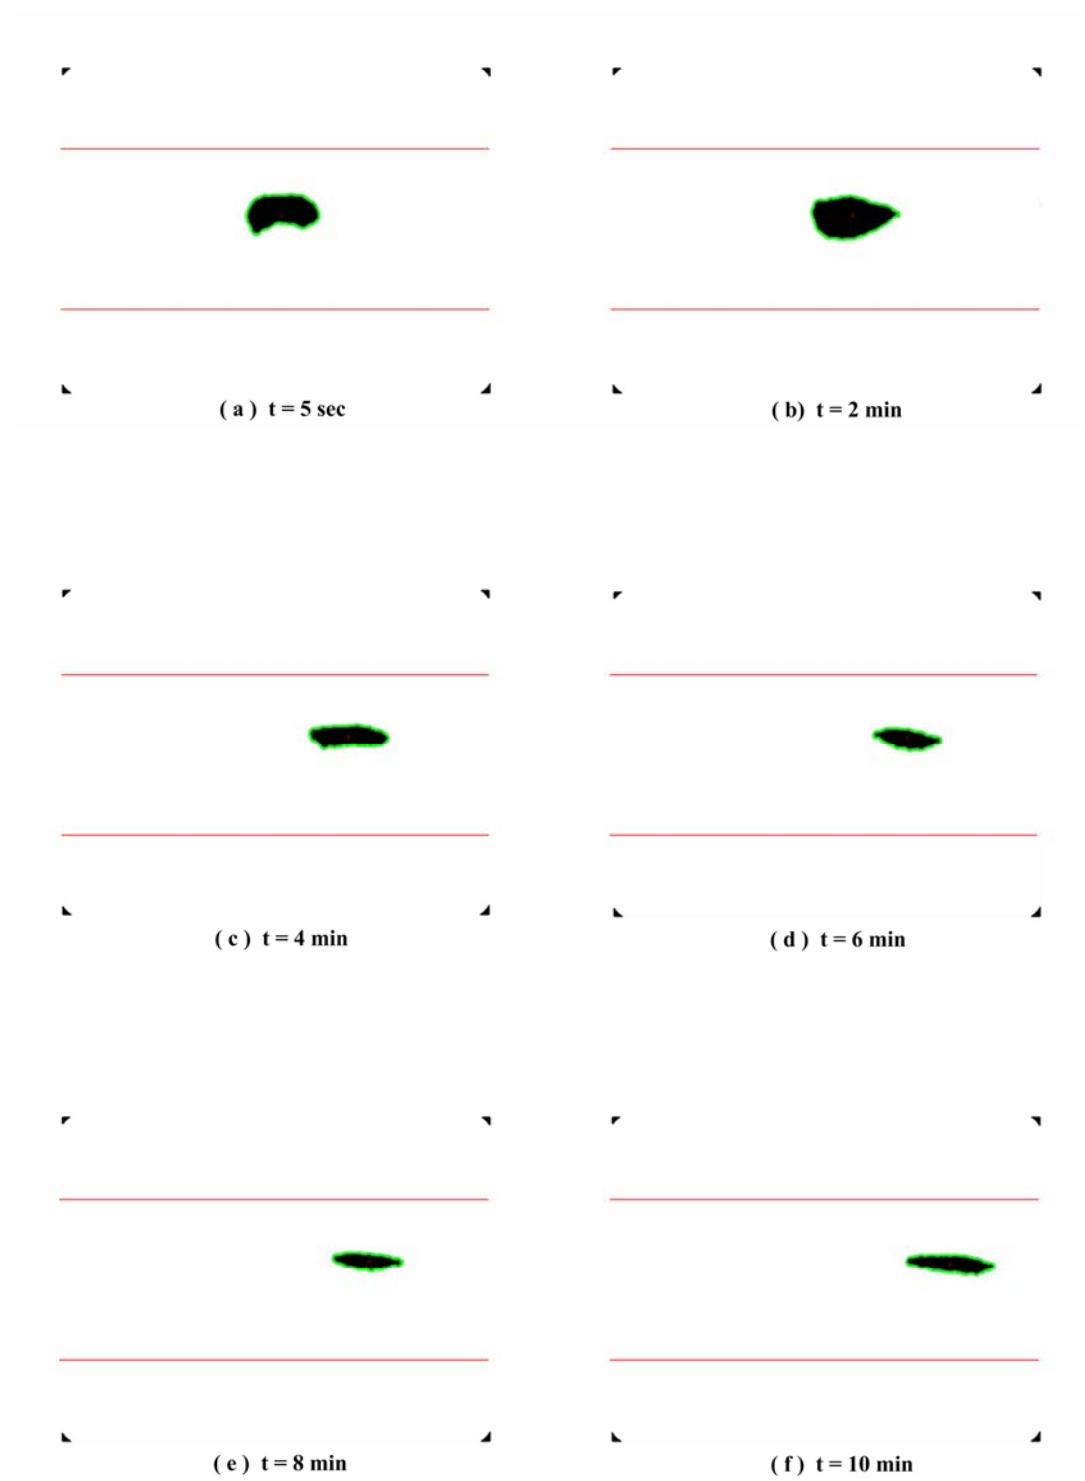 ( a ) t = 5 sec
( b) t = 2 min
( c ) t = 4 min
( d ) t = 6 min
( e ) t = 8 min
( f ) t = 10 min